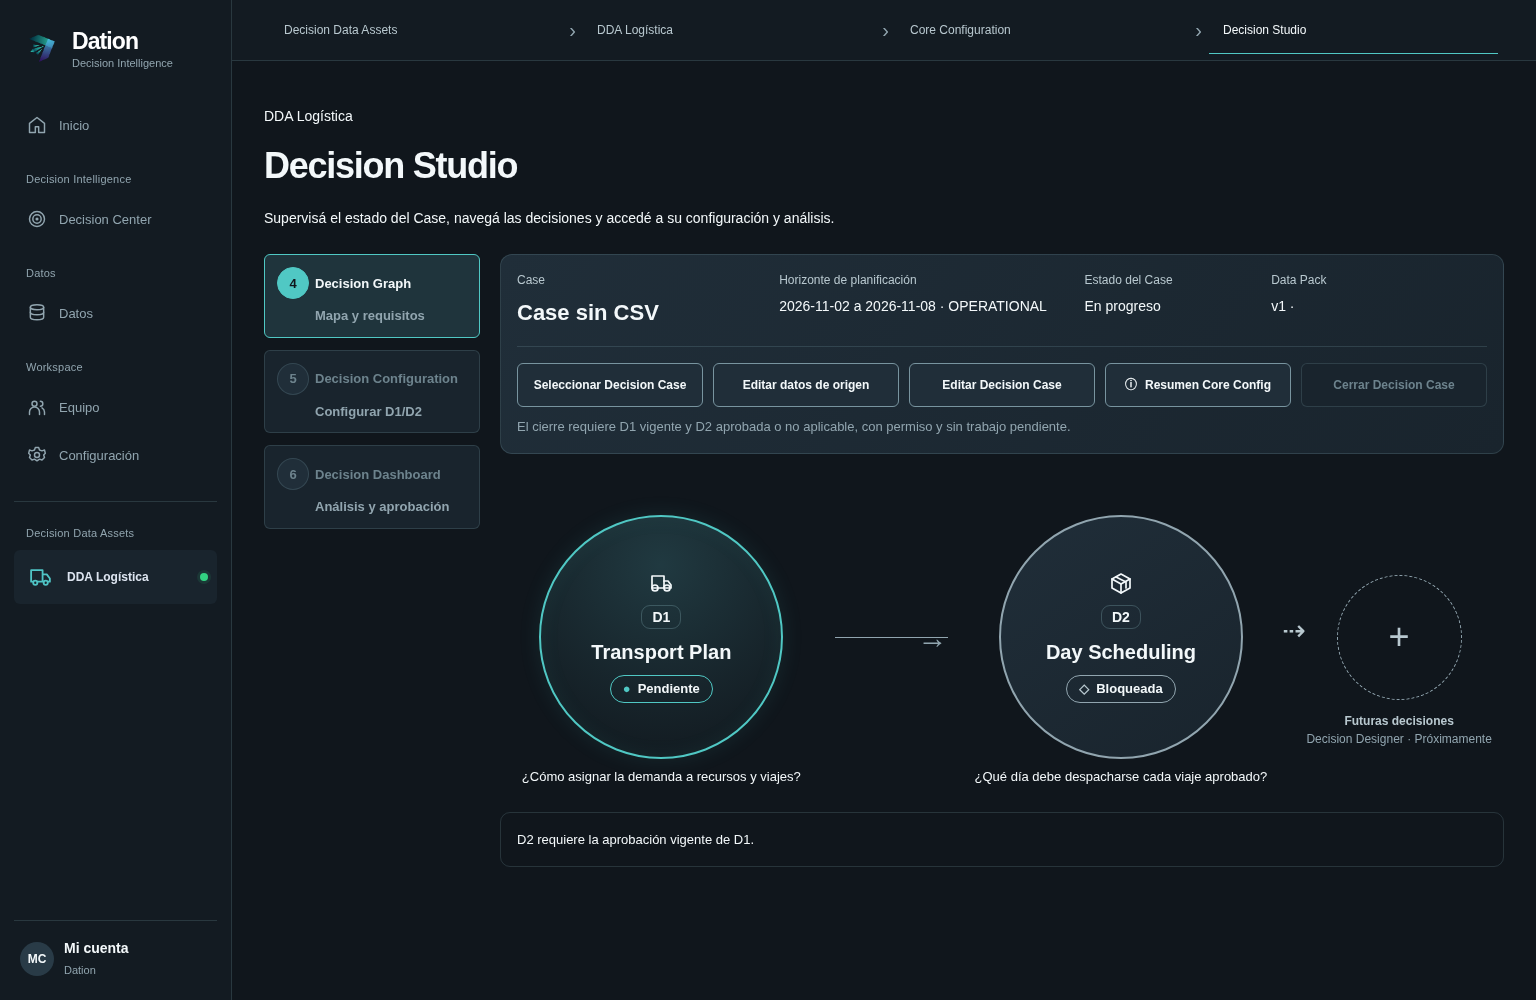 Dation
Decision Intelligence
Inicio
Decision Intelligence
Decision Center
Datos
Datos
Workspace
Equipo
Configuración
Decision Data Assets
DDA Logística
MC
Mi cuenta
Dation
Decision Data Assets
DDA Logística
Core Configuration
Decision Studio
DDA Logística
Decision Studio
Supervisá el estado del Case, navegá las decisiones y accedé a su configuración y análisis.
4
Decision Graph
Mapa y requisitos
5
Decision Configuration
Configurar D1/D2
6
Decision Dashboard
Análisis y aprobación
Case
Case sin CSV
Horizonte de planificación
2026-11-02 a 2026-11-08 · OPERATIONAL
Estado del Case
En progreso
Data Pack
v1 ·
Seleccionar Decision Case
Editar datos de origen
Editar Decision Case
Resumen Core Config
Cerrar Decision Case
El cierre requiere D1 vigente y D2 aprobada o no aplicable, con permiso y sin trabajo pendiente.
D1
Transport Plan
Pendiente
¿Cómo asignar la demanda a recursos y viajes?
D2
Day Scheduling
Bloqueada
¿Qué día debe despacharse cada viaje aprobado?
Futuras decisiones
Decision Designer · Próximamente
D2 requiere la aprobación vigente de D1.